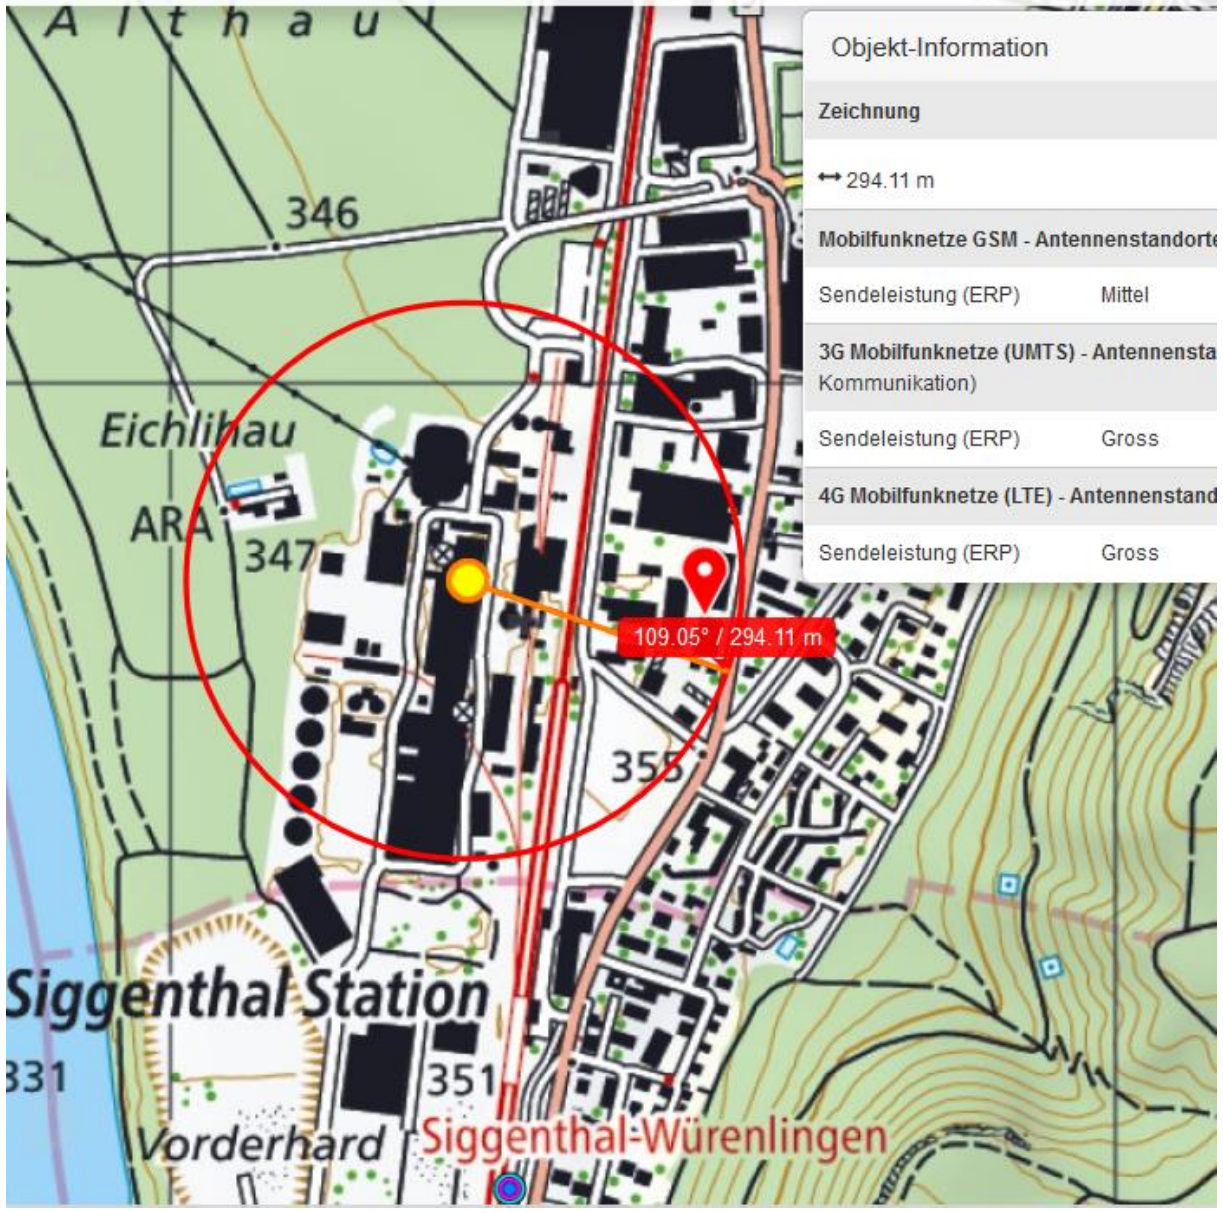 Althau
Objekt-Information
Zeichnung
↔ 294.11 m
346
Mobilfunknetze GSM - Antennenstandorte
Sendeleistung (ERP) Mittel
3G Mobilfunknetze (UMTS) - Antennensta
Kommunikation)
Eichlihau
Sendeleistung (ERP) Gross
4G Mobilfunknetze (LTE) - Antennenstand
ARA
347
Sendeleistung (ERP) Gross
109.05° / 294.11 m
355
Siggenthal Station
331
351
Vorderhard
Siggenthal-Würenlingen